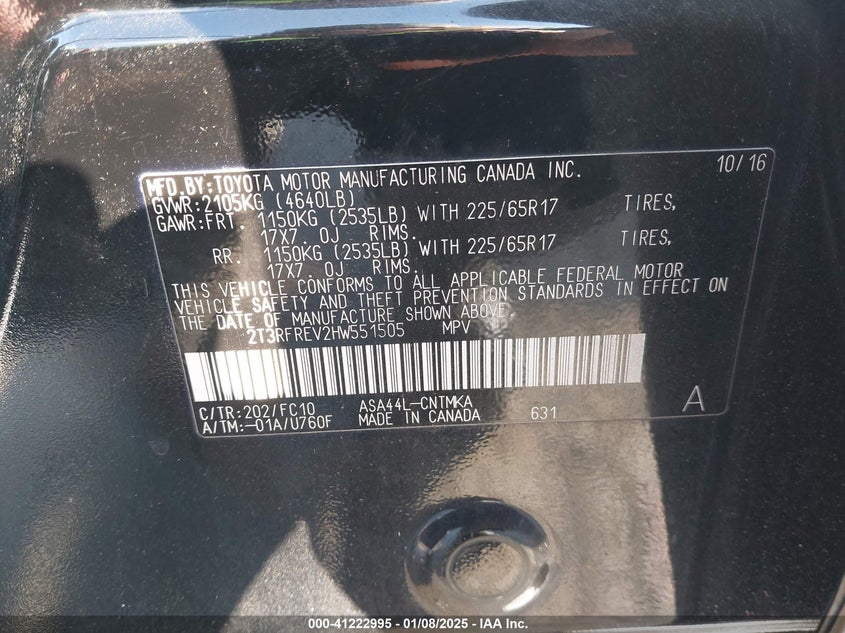 MFD.BY:TOYOTA MOTOR MANUFACTURING CANADA INC. 10/16
GVWR:2105KG (4640LB)
GAWR:FRT. 1150KG (2535LB) WITH 225/65R17 TIRES,
17X7.0J RIMS.
RR. 1150KG (2535LB) WITH 225/65R17 TIRES,
17X7.0J RIMS.
THIS VEHICLE CONFORMS TO ALL APPLICABLE FEDERAL MOTOR
VEHICLE SAFETY AND THEFT PREVENTION STANDARDS IN EFFECT ON
THE DATE OF MANUFACTURE SHOWN ABOVE.
2T3RFREV2HW551505 MPV
C/TR:202/FC10 ASA44L-CNTMKA
A/TM:-01A/U760F MADE IN CANADA 631 A
000-41222995 - 01/08/2025 - IAA Inc.